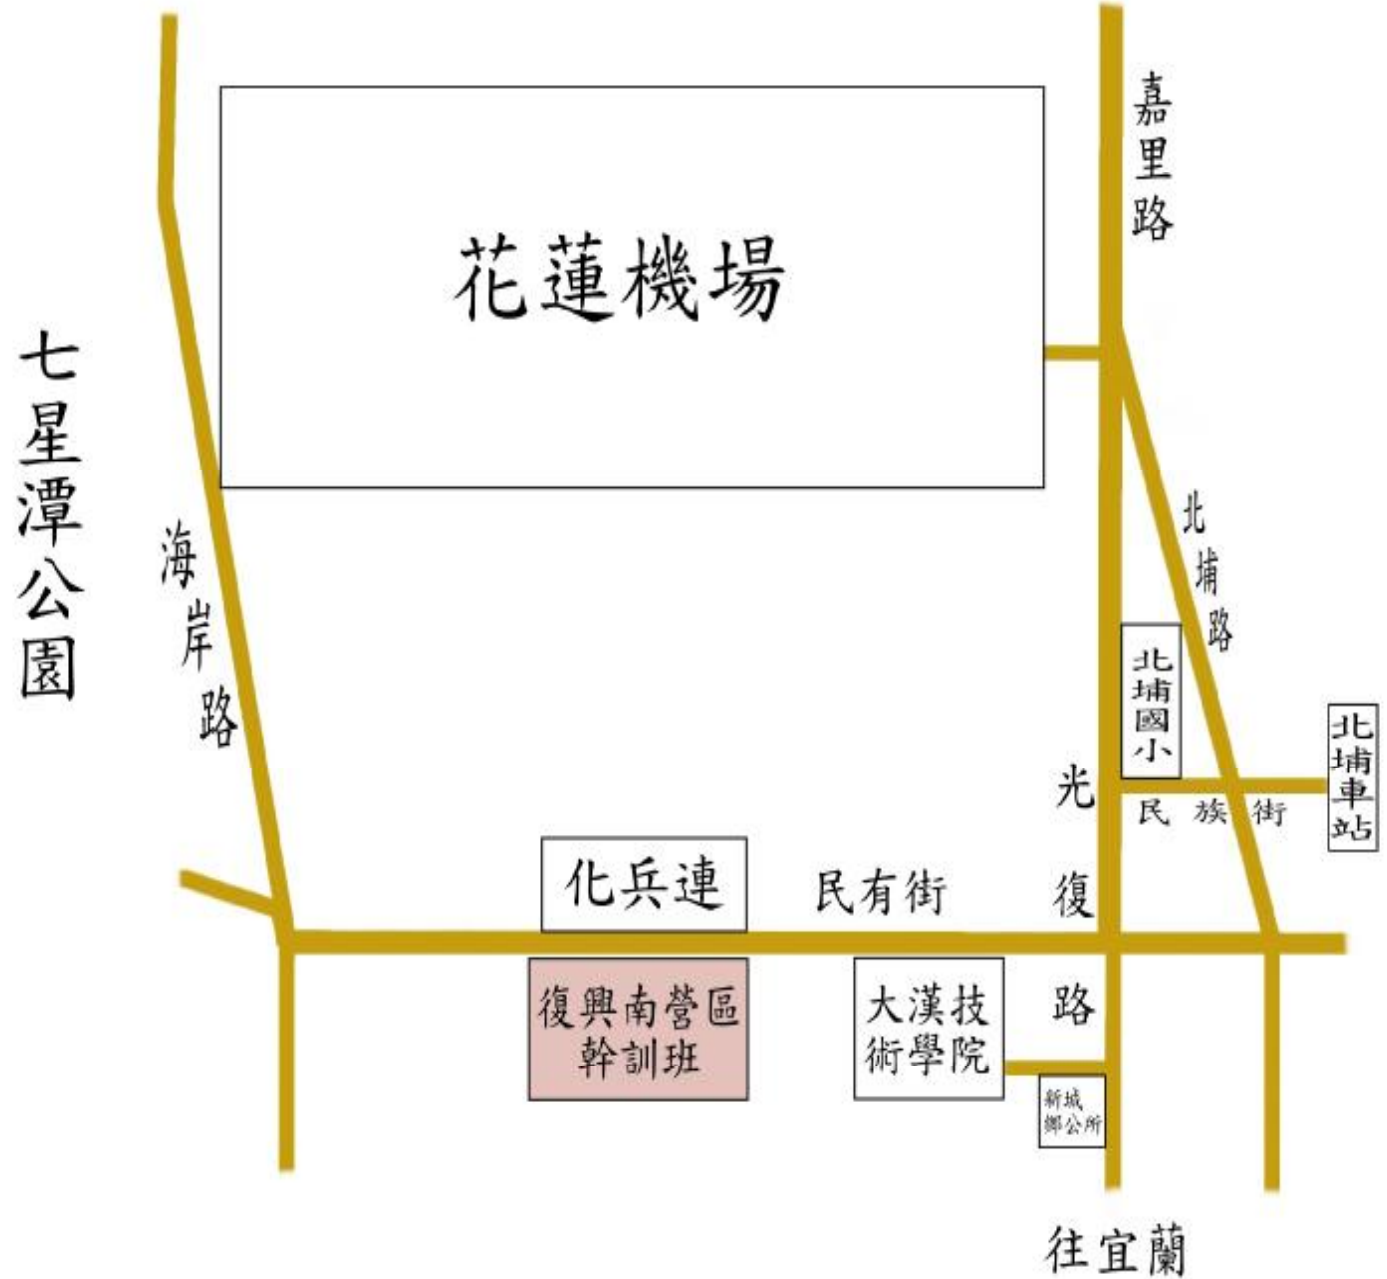 嘉里路
花蓮機場
七星潭公園
海岸路
北埔路
北埔國小
北埔車站
民族街
光復路
化兵連
民有街
復興南營區
幹訓班
大漢技
術學院
新城
鄉公所
往宜蘭